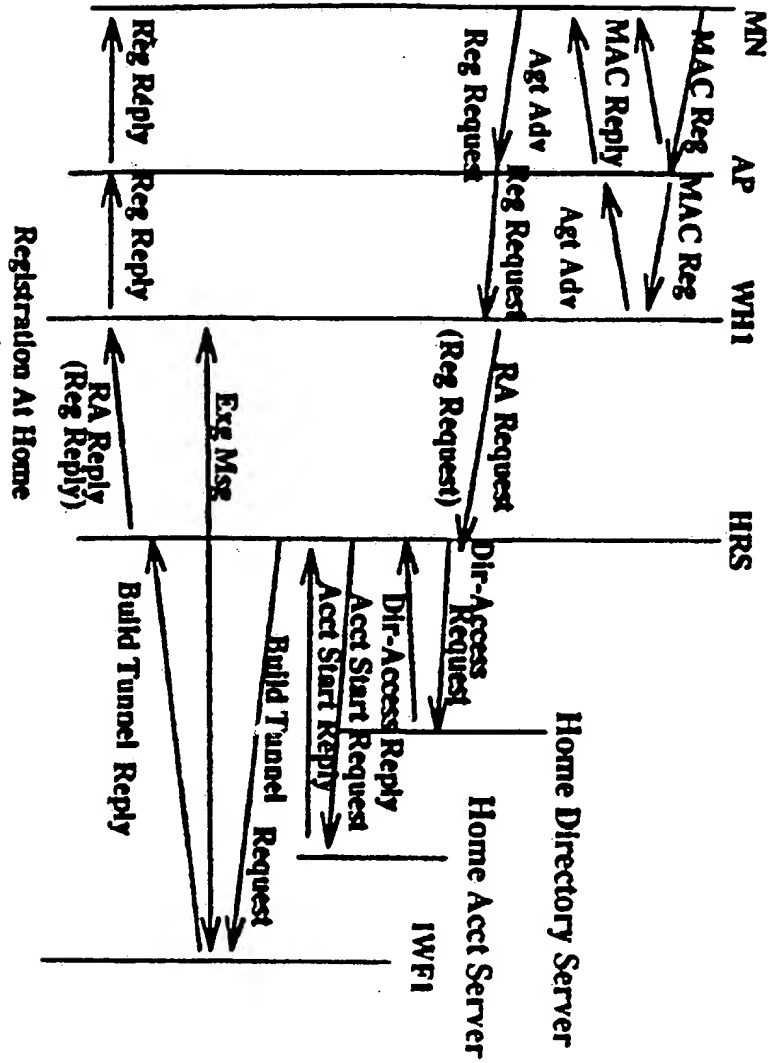 MN
AP
WH1
HRS
Home Directory Server
Home Acct Server
IWF1
MAC Reg
MAC Reg
MAC Reply
Agt Adv
Agt Adv
Reg Request
Reg Request
RA Request
(Reg Request)
Dir-Access
Request
Dir-Access Reply
Acct Start Request
Acct Start Reply
Build Tunnel Request
Exg Msg
Build Tunnel Reply
RA Reply
(Reg Reply)
Reg Reply
Reg Reply
Registration At Home